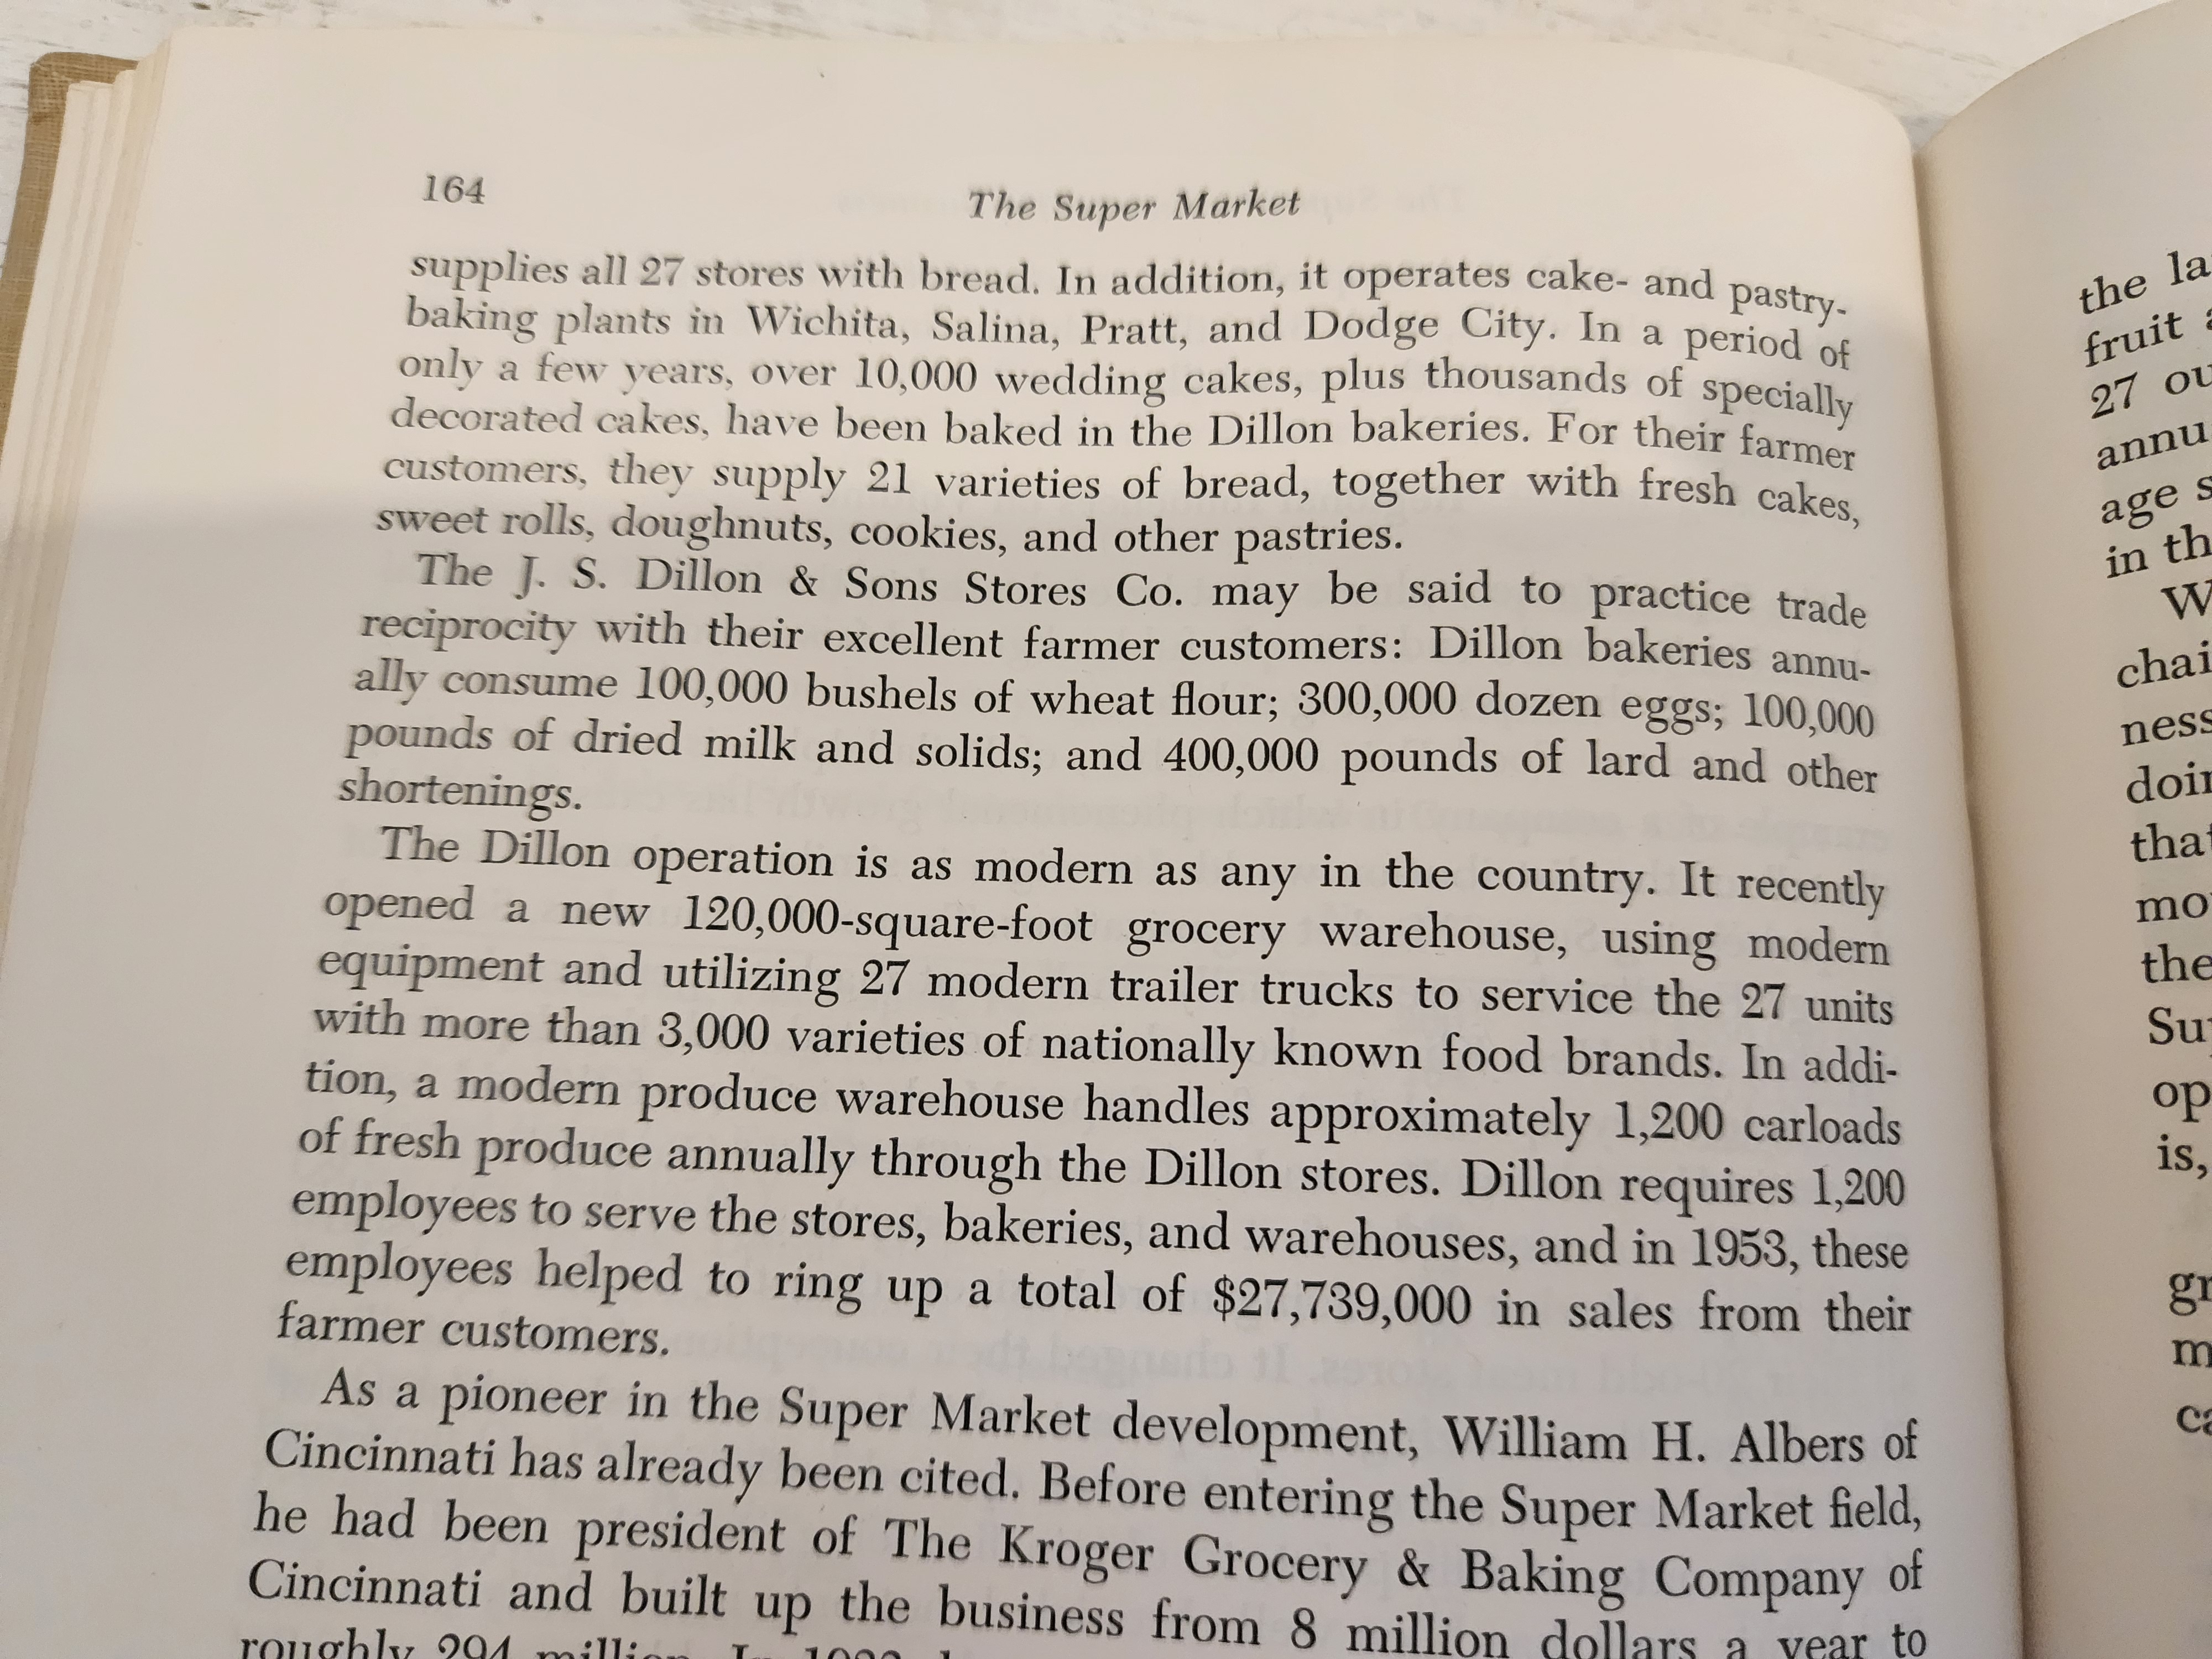 164
The Super Market
supplies all 27 stores with bread. In addition, it operates cake- and pastry-
baking plants in Wichita, Salina, Pratt, and Dodge City. In a period of
only a few years, over 10,000 wedding cakes, plus thousands of specially
decorated cakes, have been baked in the Dillon bakeries. For their farmer
customers, they supply 21 varieties of bread, together with fresh cakes,
sweet rolls, doughnuts, cookies, and other pastries.
The J. S. Dillon & Sons Stores Co. may be said to practice trade
reciprocity with their excellent farmer customers: Dillon bakeries annu-
ally consume 100,000 bushels of wheat flour; 300,000 dozen eggs; 100,000
pounds of dried milk and solids; and 400,000 pounds of lard and other
shortenings.
The Dillon operation is as modern as any in the country. It recently
opened a new 120,000-square-foot grocery warehouse, using modern
equipment and utilizing 27 modern trailer trucks to service the 27 units
with more than 3,000 varieties of nationally known food brands. In addi-
tion, a modern produce warehouse handles approximately 1,200 carloads
of fresh produce annually through the Dillon stores. Dillon requires 1,200
employees to serve the stores, bakeries, and warehouses, and in 1953, these
employees helped to ring up a total of $27,739,000 in sales from their
farmer customers.
As a pioneer in the Super Market development, William H. Albers of
Cincinnati has already been cited. Before entering the Super Market field,
he had been president of The Kroger Grocery & Baking Company of
Cincinnati and built up the business from 8 million dollars a year to
roughly 294 million. In
the
fruit
27
age
in
the
is,